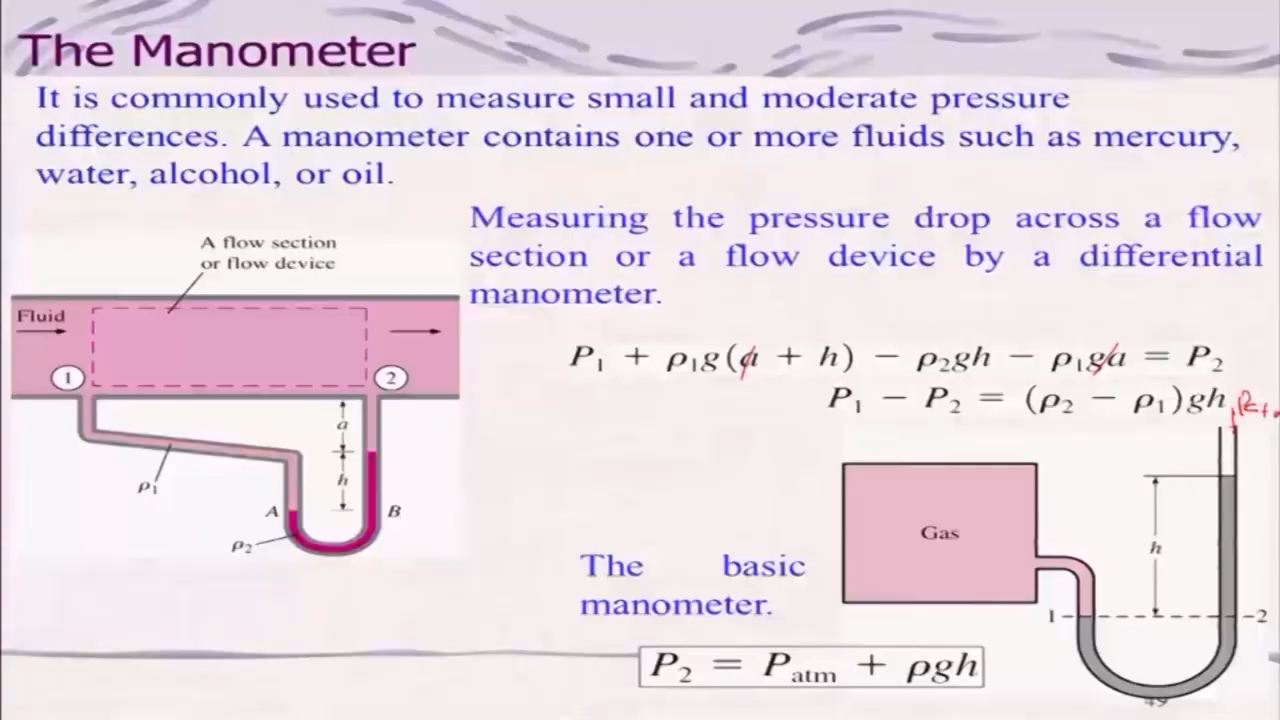 The Manometer
It is commonly used to measure small and moderate pressure
differences. A manometer contains one or more fluids such as mercury,
water, alcohol, or oil.
Measuring the pressure drop across a flow
section or a flow device by a differential
manometer.
A flow section
or flow device
Fluid
1
2
a
h
ρ₁
A
B
ρ₂
P₁ + ρ₁g(a + h) − ρ₂gh − ρ₁ga = P₂
P₁ − P₂ = (ρ₂ − ρ₁)gh
Gas
h
1
2
The basic
manometer.
P₂ = Patm + ρgh
49